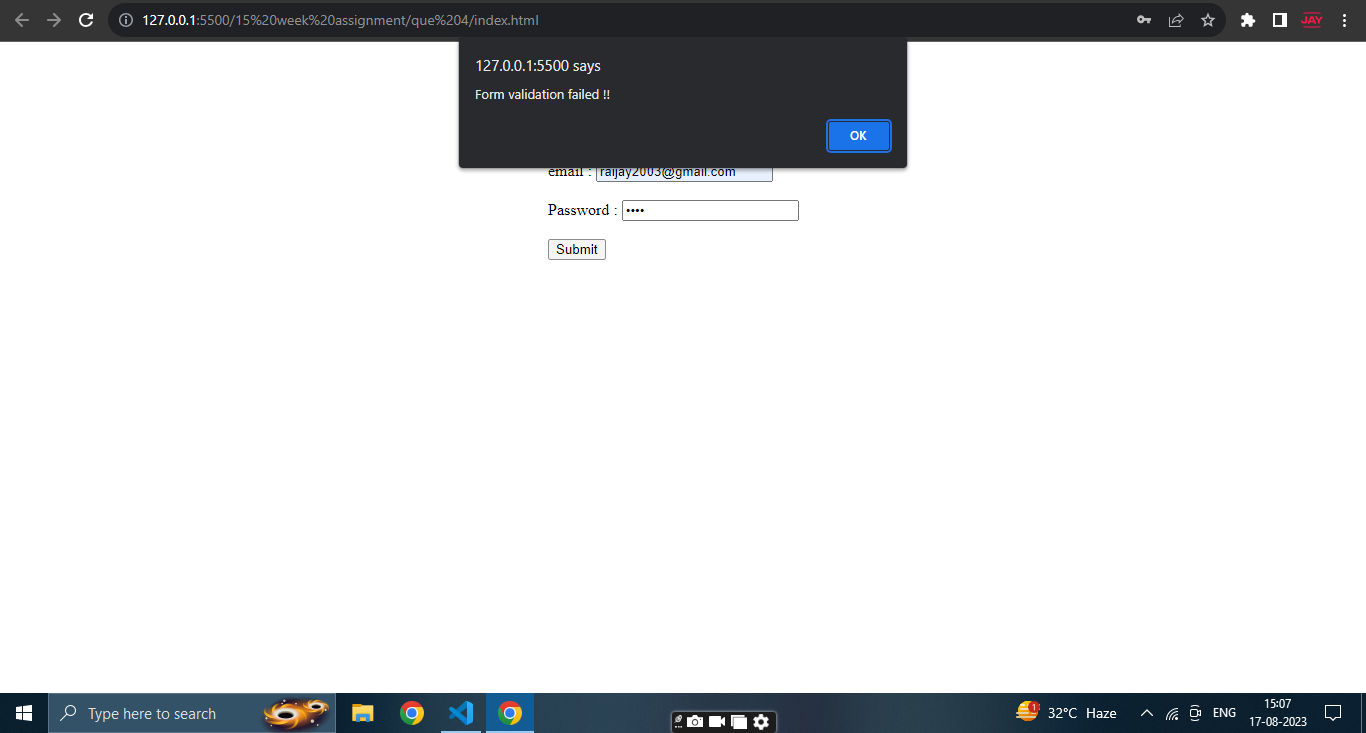 127.0.0.1:5500/15%20week%20assignment/que%204/index.html
JAY
127.0.0.1:5500 says
Form validation failed !!
OK
email : raijay2003@gmail.com
Password : ••••
Submit
Type here to search
1
32°C Haze
ENG
15:07
17-08-2023